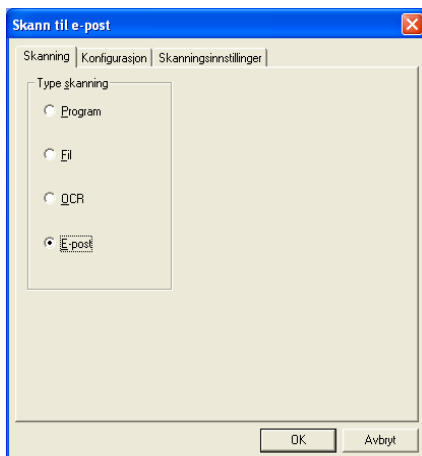 Skann til e-post
Skanning Konfigurasjon Skanningsinnstillinger
Type skanning
Program
Fil
OCR
E-post
OK Avbryt